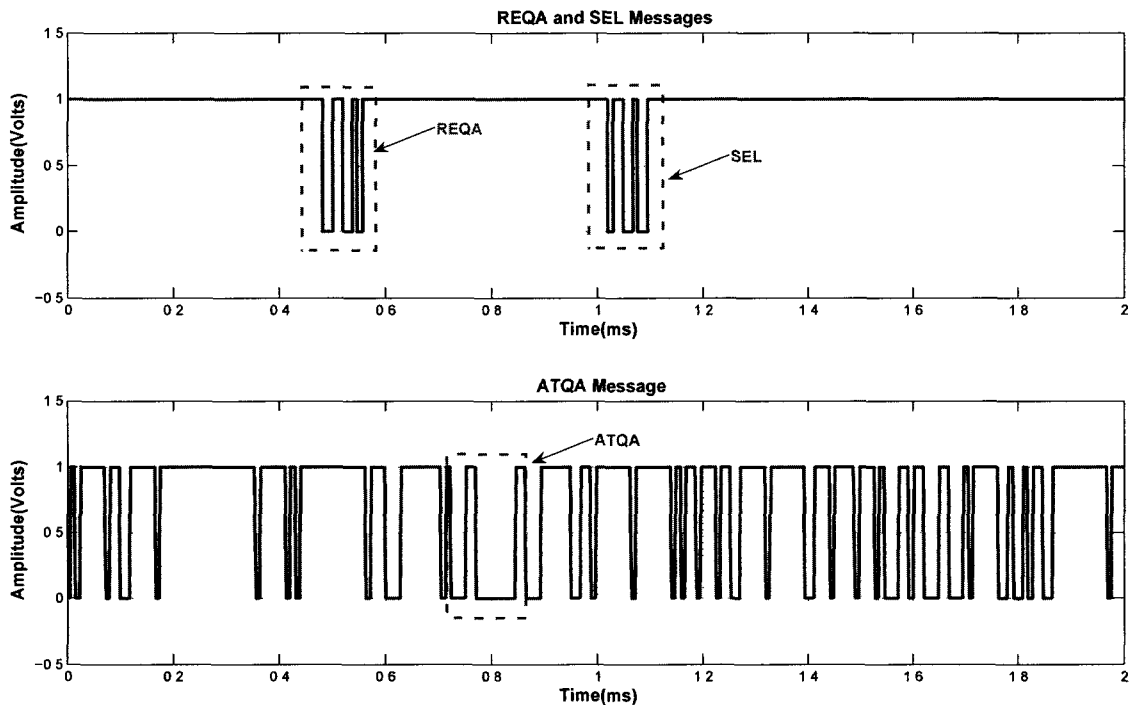 REQA and SEL Messages
1 5
1
0 5
0
−0 5
Amplitude(Volts)
REQA
SEL
0 0 2 0 4 0 6 0 8 1 1 2 1 4 1 6 1 8 2
Time(ms)
ATQA Message
1 5
1
0 5
0
−0 5
Amplitude(Volts)
ATQA
0 0 2 0 4 0 6 0 8 1 1 2 1 4 1 6 1 8 2
Time(ms)